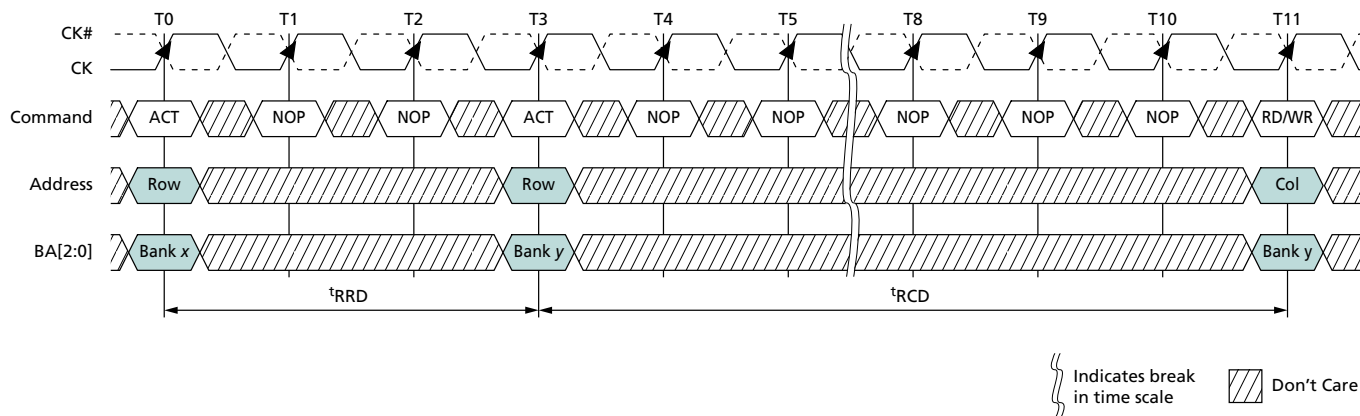 T0 T1 T2 T3 T4 T5 T8 T9 T10 T11
CK#
CK
Command ACT NOP NOP ACT NOP NOP NOP NOP NOP RD/WR
Address Row Row Col
BA[2:0] Bank x Bank y Bank y
tRRD tRCD
Indicates break
in time scale
Don't Care